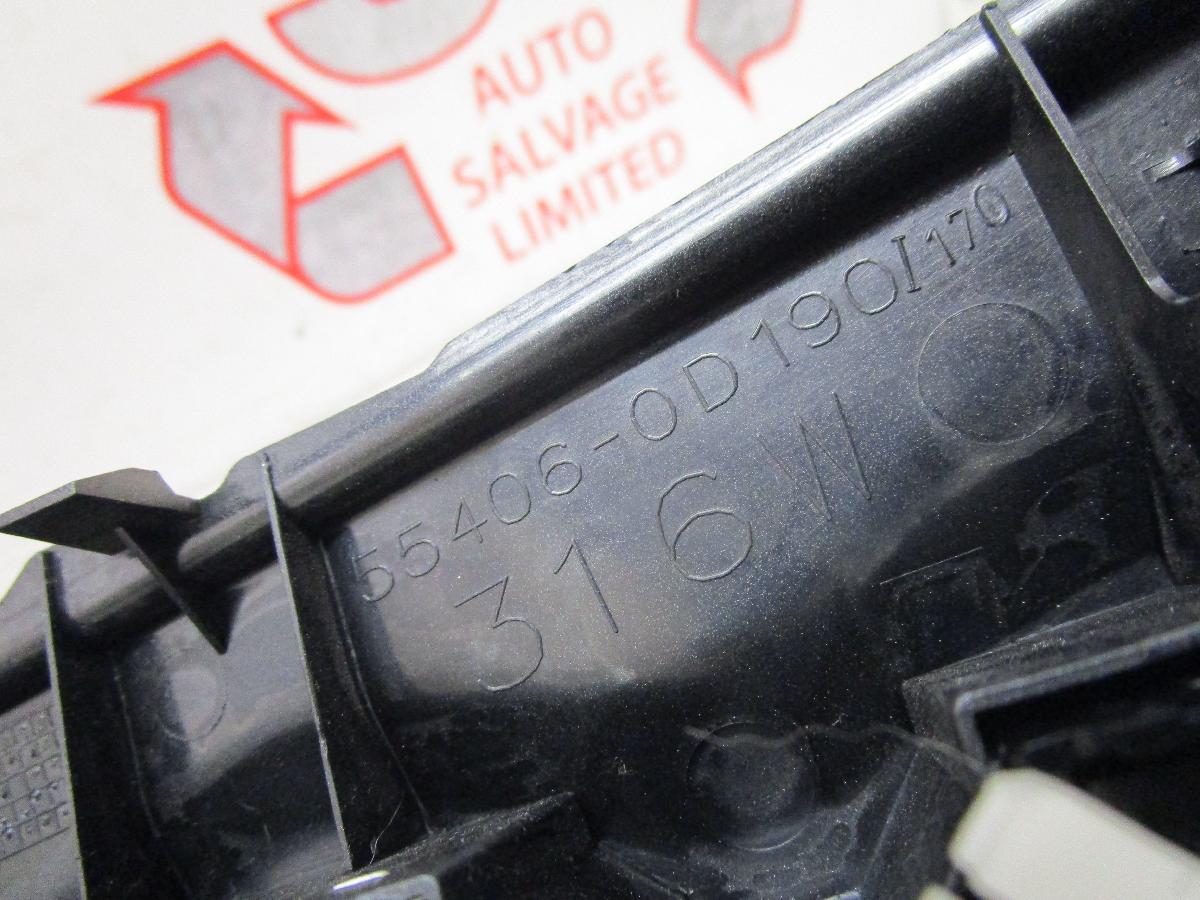 AUTO
SALVAGE
LIMITED
55406-0D190I170
316W